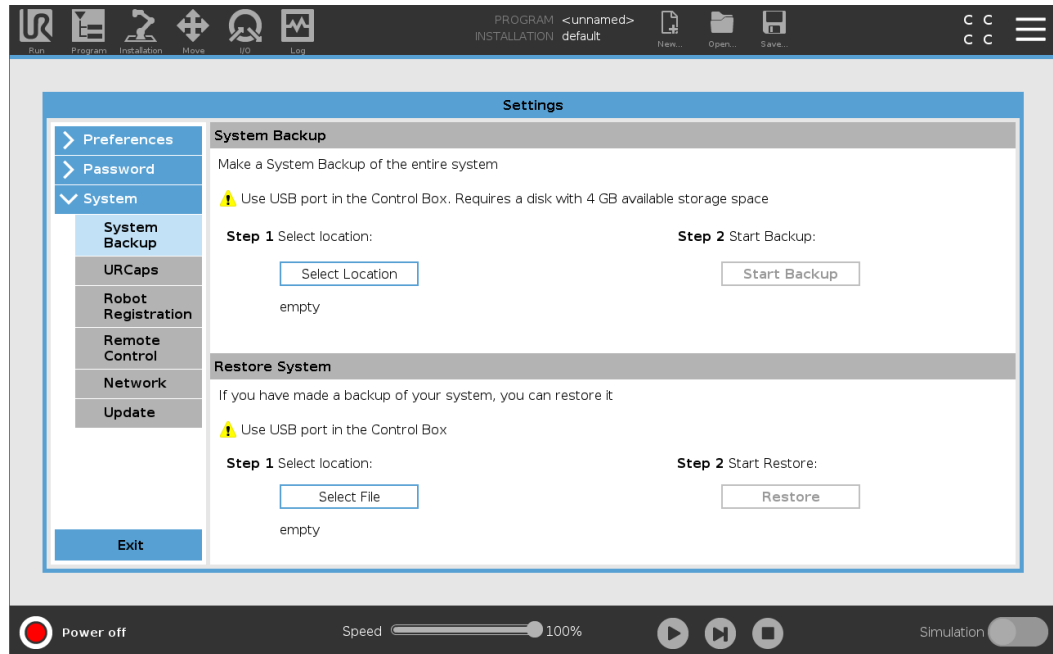 UR
PROGRAM <unnamed>
INSTALLATION default
C C
C C
Run Program Installation Move I/O Log New... Open... Save...
Settings
Preferences
Password
System
System
Backup
URCaps
Robot
Registration
Remote
Control
Network
Update
Exit
System Backup
Make a System Backup of the entire system
Use USB port in the Control Box. Requires a disk with 4 GB available storage space
Step 1 Select location: Step 2 Start Backup:
Select Location Start Backup
empty
Restore System
If you have made a backup of your system, you can restore it
Use USB port in the Control Box
Step 1 Select location: Step 2 Start Restore:
Select File Restore
empty
Power off Speed 100% Simulation